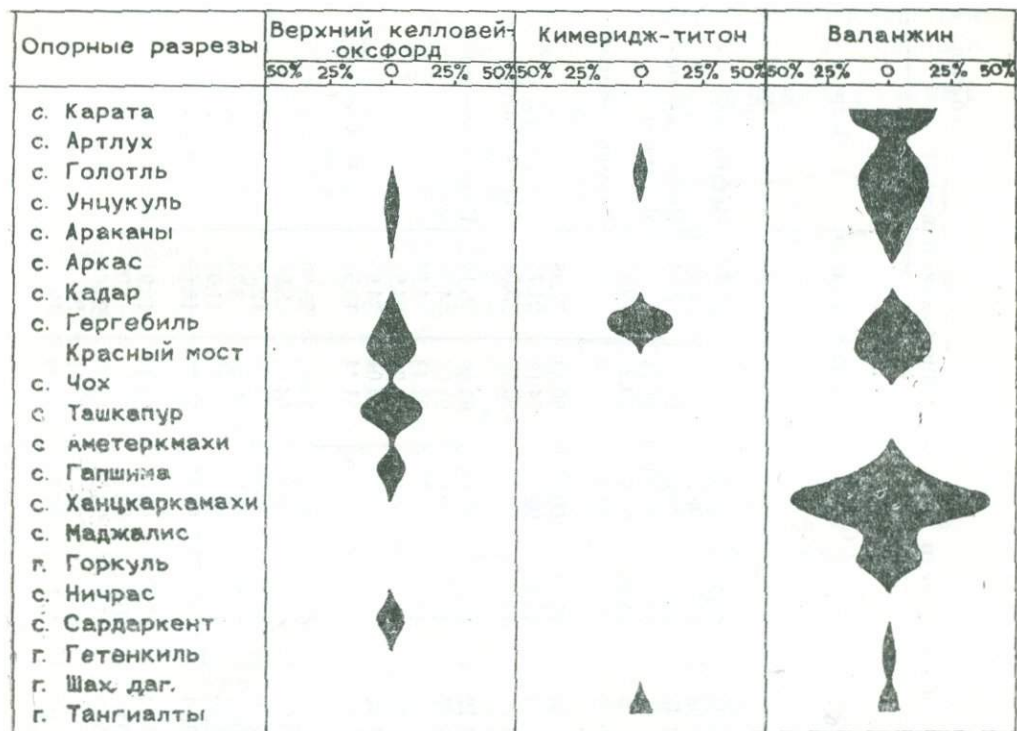 Опорные разрезы
Верхний келловей-
оксфорд
Кимеридж-титон
Валанжин
50% 25% 0 25% 50%
50% 25% 0 25% 50%
50% 25% 0 25% 50%
с. Карата
с. Артлух
с. Голотль
с. Унцукуль
с. Араканы
с. Аркас
с. Кадар
с. Гергебиль
Красный мост
с. Чох
с Ташкапур
с Аметеркмахи
с. Гапшима
с. Ханцкаркамахи
с. Маджалис
г. Горкуль
с. Ничрас
с. Сардаркент
г. Гетенкиль
г. Шах даг.
г. Тангиалты